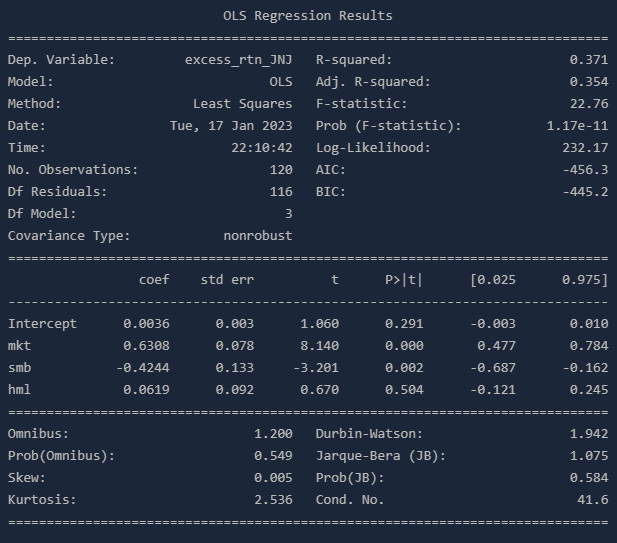 OLS Regression Results
==============================================================================
Dep. Variable:         excess_rtn_JNJ   R-squared:                       0.371
Model:                            OLS   Adj. R-squared:                  0.354
Method:                 Least Squares   F-statistic:                     22.76
Date:                Tue, 17 Jan 2023   Prob (F-statistic):           1.17e-11
Time:                        22:10:42   Log-Likelihood:                 232.17
No. Observations:                 120   AIC:                            -456.3
Df Residuals:                     116   BIC:                            -445.2
Df Model:                           3
Covariance Type:            nonrobust
==============================================================================
                 coef    std err          t      P>|t|      [0.025      0.975]
------------------------------------------------------------------------------
Intercept      0.0036      0.003      1.060      0.291      -0.003       0.010
mkt            0.6308      0.078      8.140      0.000       0.477       0.784
smb           -0.4244      0.133     -3.201      0.002      -0.687      -0.162
hml            0.0619      0.092      0.670      0.504      -0.121       0.245
==============================================================================
Omnibus:                        1.200   Durbin-Watson:                   1.942
Prob(Omnibus):                  0.549   Jarque-Bera (JB):                1.075
Skew:                           0.005   Prob(JB):                        0.584
Kurtosis:                       2.536   Cond. No.                         41.6
==============================================================================